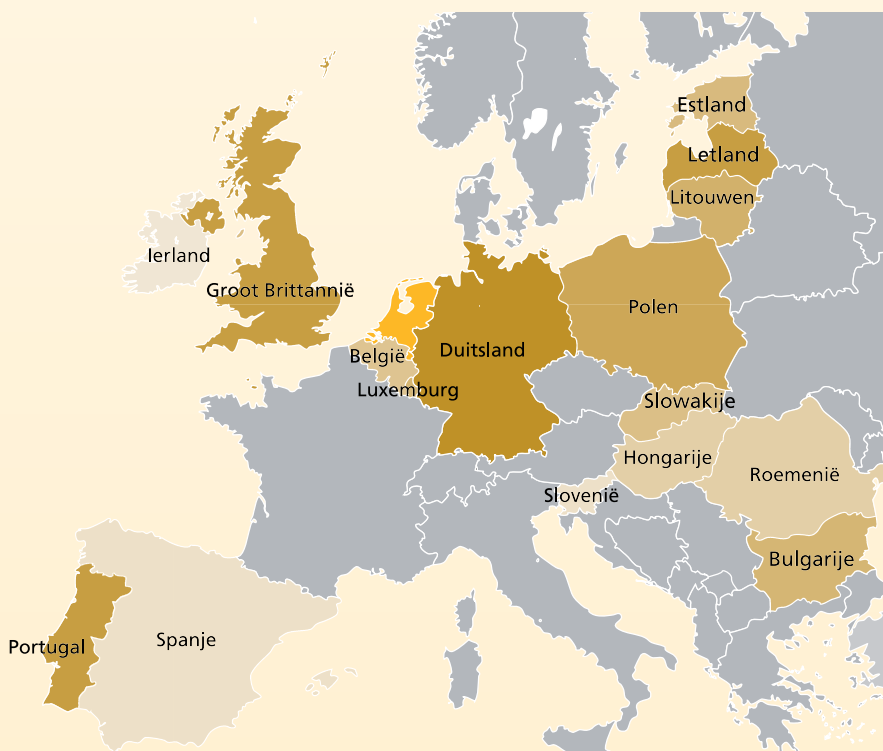 Estland
Letland
Litouwen
Ierland
Groot Brittannië
Polen
België
Duitsland
Luxemburg
Slowakije
Hongarije
Roemenië
Slovenië
Bulgarije
Portugal
Spanje